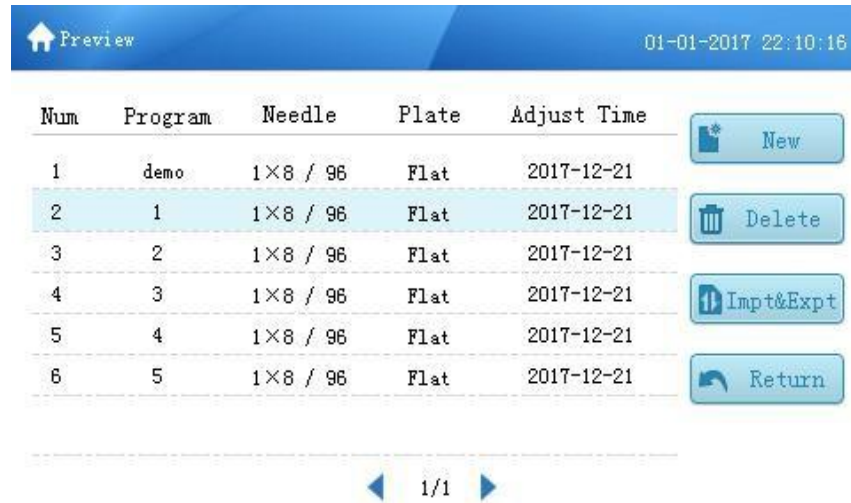 Preview 01-01-2017 22:10:16
Num Program Needle Plate Adjust Time
1 demo 1×8 / 96 Flat 2017-12-21
2 1 1×8 / 96 Flat 2017-12-21
3 2 1×8 / 96 Flat 2017-12-21
4 3 1×8 / 96 Flat 2017-12-21
5 4 1×8 / 96 Flat 2017-12-21
6 5 1×8 / 96 Flat 2017-12-21
New
Delete
Impt&Expt
Return
1/1